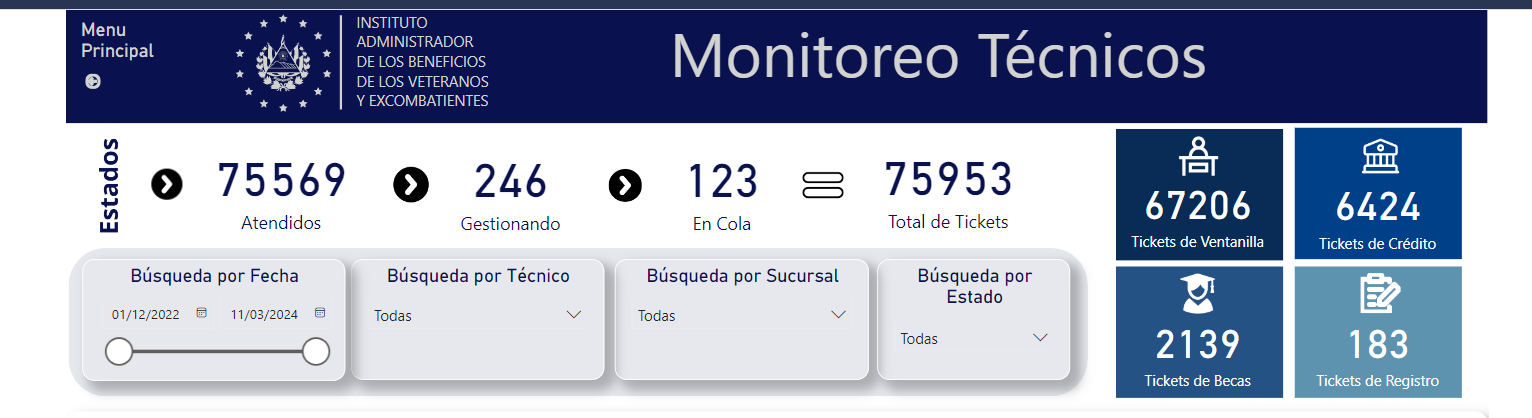 Menu
Principal
INSTITUTO
ADMINISTRADOR
DE LOS BENEFICIOS
DE LOS VETERANOS
Y EXCOMBATIENTES
Monitoreo Técnicos
Estados
75569
Atendidos
246
Gestionando
123
En Cola
75953
Total de Tickets
67206
Tickets de Ventanilla
6424
Tickets de Crédito
2139
Tickets de Becas
183
Tickets de Registro
Búsqueda por Fecha
01/12/2022
11/03/2024
Búsqueda por Técnico
Todas
Búsqueda por Sucursal
Todas
Búsqueda por
Estado
Todas